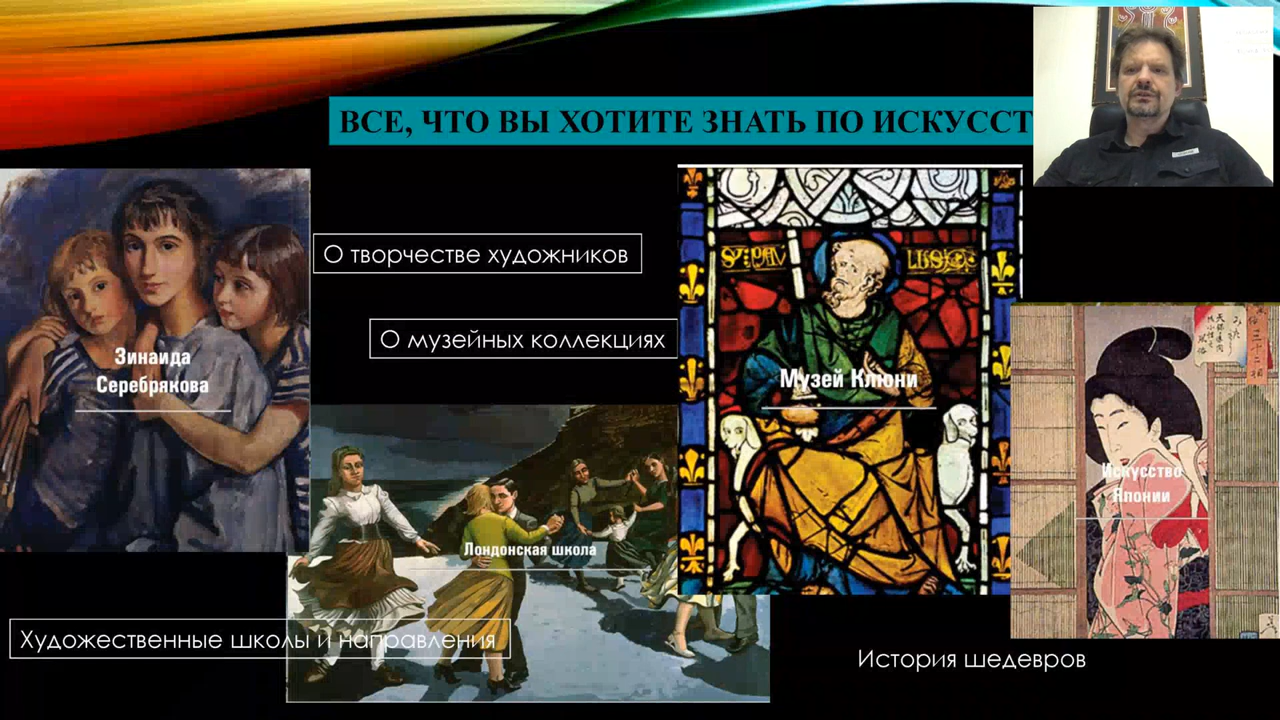 ВСЕ, ЧТО ВЫ ХОТИТЕ ЗНАТЬ ПО ИСКУССТ
О творчестве художников
О музейных коллекциях
Зинаида
Серебрякова
Музей Клюни
Искусство
Японии
Лондонская школа
Художественные школы и направления
История шедевров